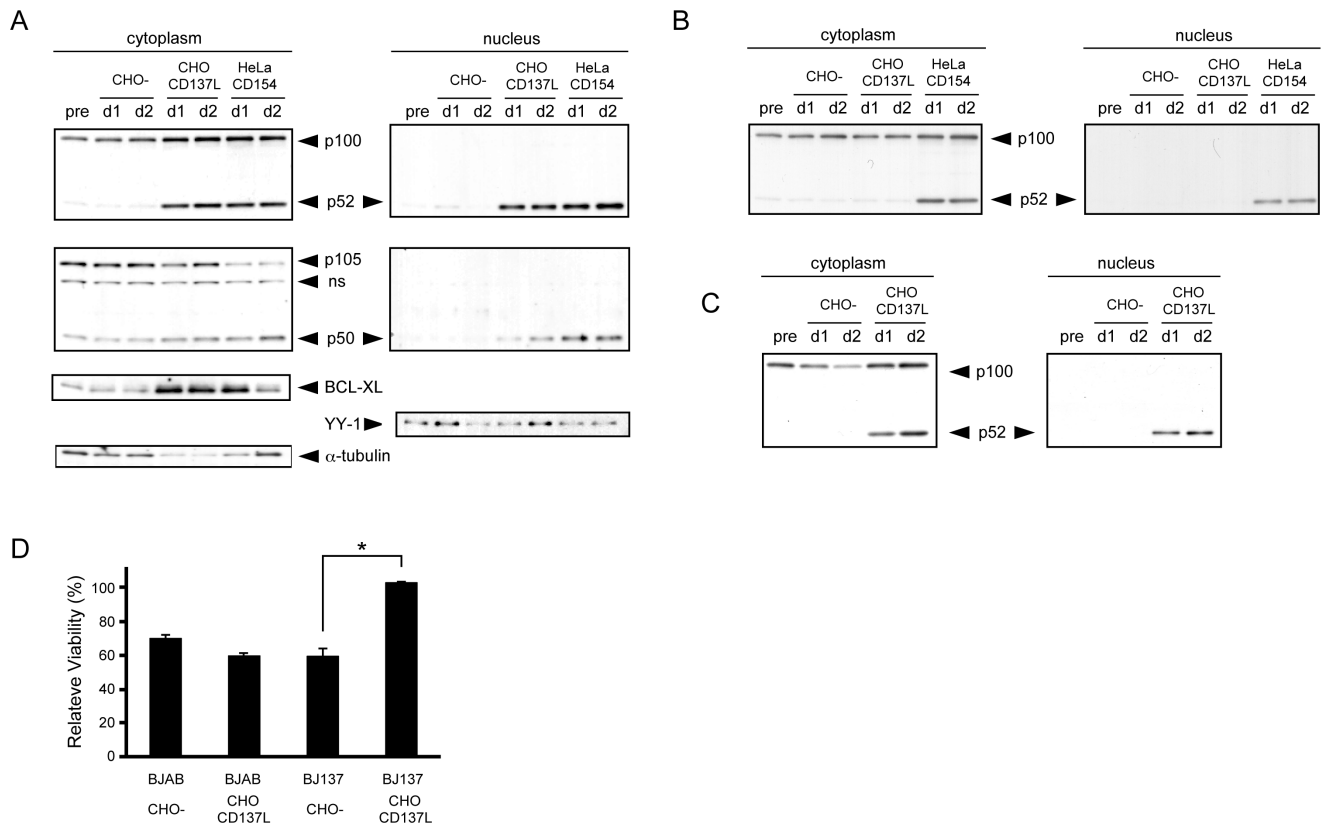 A
cytoplasm
nucleus
CHO-
CHO
CD137L
HeLa
CD154
CHO-
CHO
CD137L
HeLa
CD154
pre d1 d2 d1 d2 d1 d2
pre d1 d2 d1 d2 d1 d2
p100
p52
p105
ns
p50
BCL-XL
YY-1
α-tubulin
B
cytoplasm
nucleus
CHO-
CHO
CD137L
HeLa
CD154
CHO-
CHO
CD137L
HeLa
CD154
pre d1 d2 d1 d2 d1 d2
pre d1 d2 d1 d2 d1 d2
p100
p52
C
cytoplasm
nucleus
CHO-
CHO
CD137L
CHO-
CHO
CD137L
pre d1 d2 d1 d2
pre d1 d2 d1 d2
p100
p52
D
*
Relateve Viability (%)
100
80
60
40
20
0
BJAB BJAB BJ137 BJ137
CHO- CHO CD137L CHO- CHO CD137L